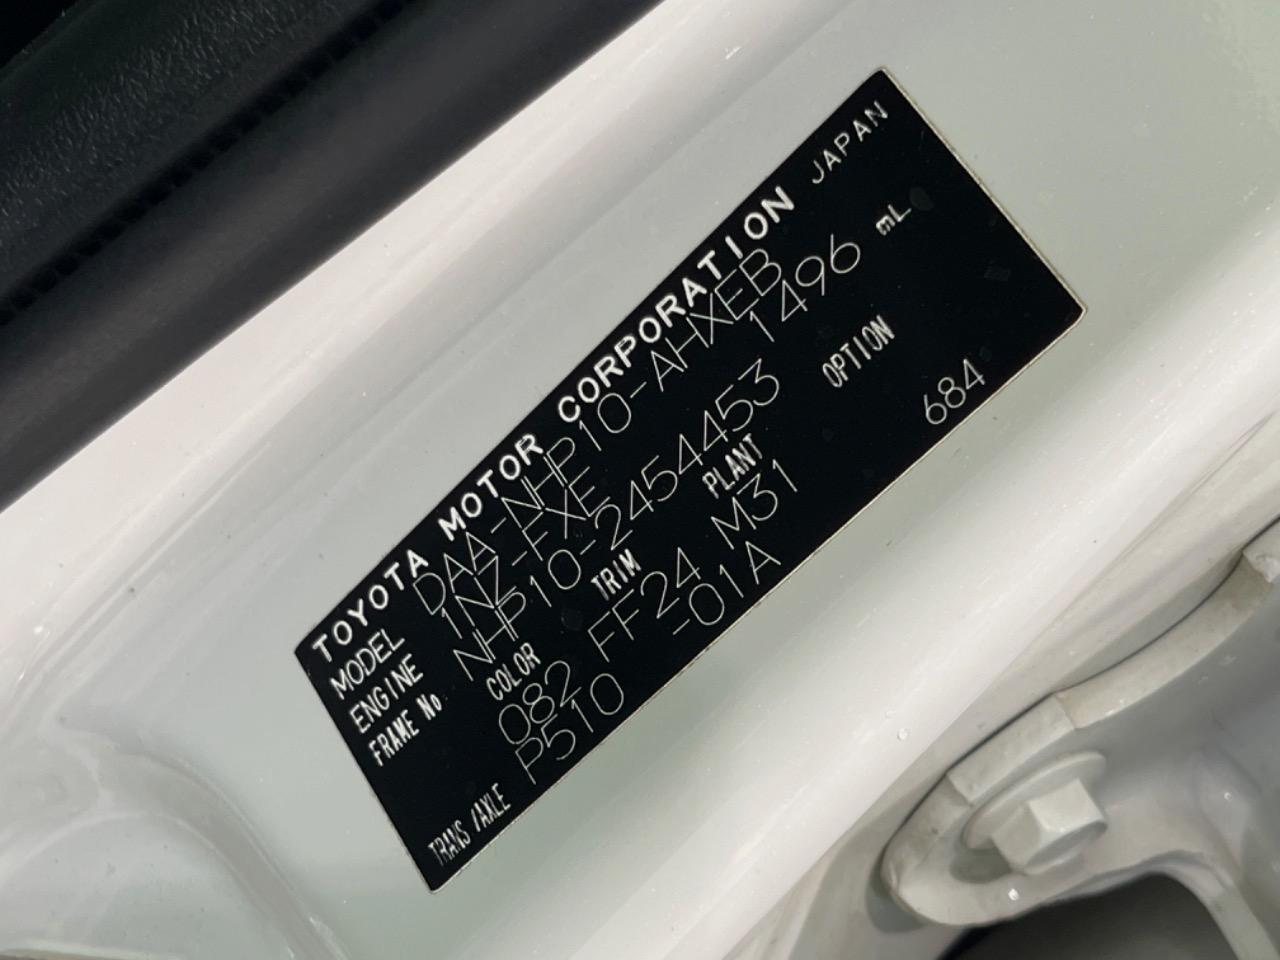 TOYOTA MOTOR CORPORATION JAPAN
MODEL DAA-NHP10-AHXEB
ENGINE 1NZ-FXE 1496 mL
FRAME No NHP10-2454453
COLOR TRIM PLANT OPTION
082 FF24 M31 684
TRANS/AXLE P510 -01A